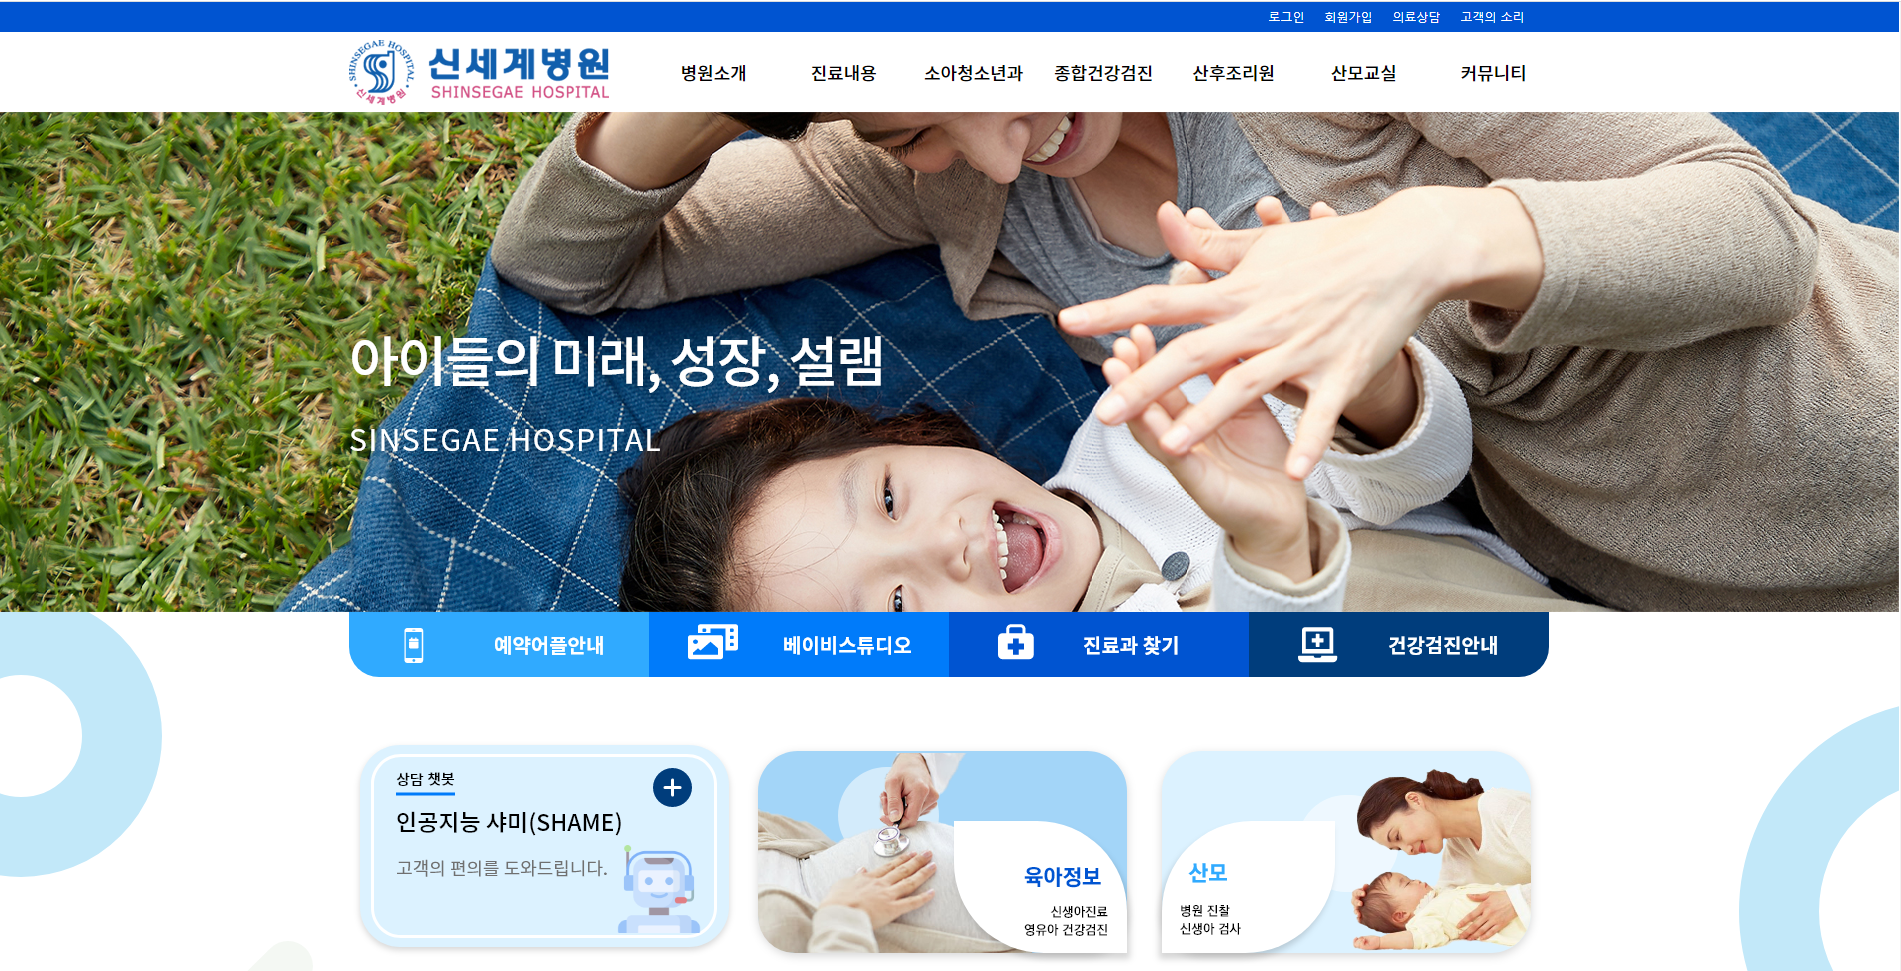 로그인 회원가입 의료상담 고객의 소리
SHINSEGAE HOSPITAL
신세계병원
신세계병원
SHINSEGAE HOSPITAL
병원소개 진료내용 소아청소년과 종합건강검진 산후조리원 산모교실 커뮤니티
아이들의 미래, 성장, 설램
SINSEGAE HOSPITAL
예약어플안내 베이비스튜디오 진료과 찾기 건강검진안내
상담 챗봇
인공지능 샤미(SHAME)
고객의 편의를 도와드립니다.
육아정보
신생아진료
영유아 건강검진
산모
병원 진찰
신생아 검사